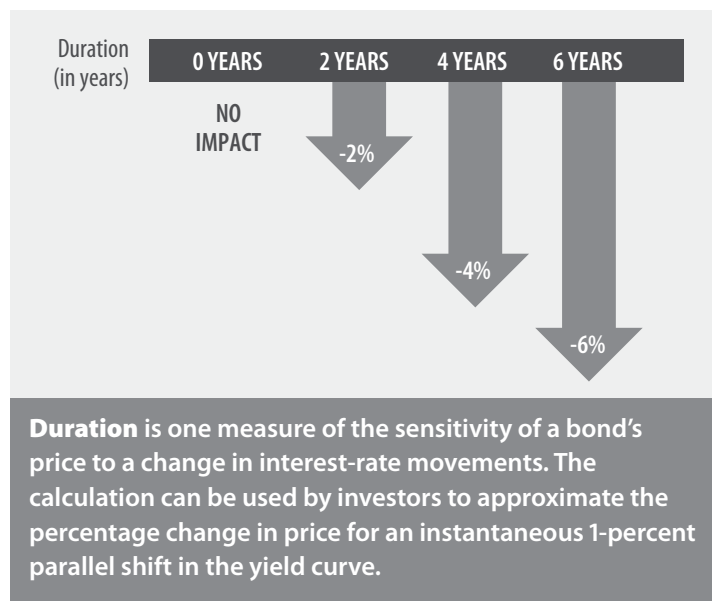 Duration
(in years)
0 YEARS 2 YEARS 4 YEARS 6 YEARS
NO
IMPACT
-2%
-4%
-6%
Duration is one measure of the sensitivity of a bond’s
price to a change in interest-rate movements. The
calculation can be used by investors to approximate the
percentage change in price for an instantaneous 1-percent
parallel shift in the yield curve.